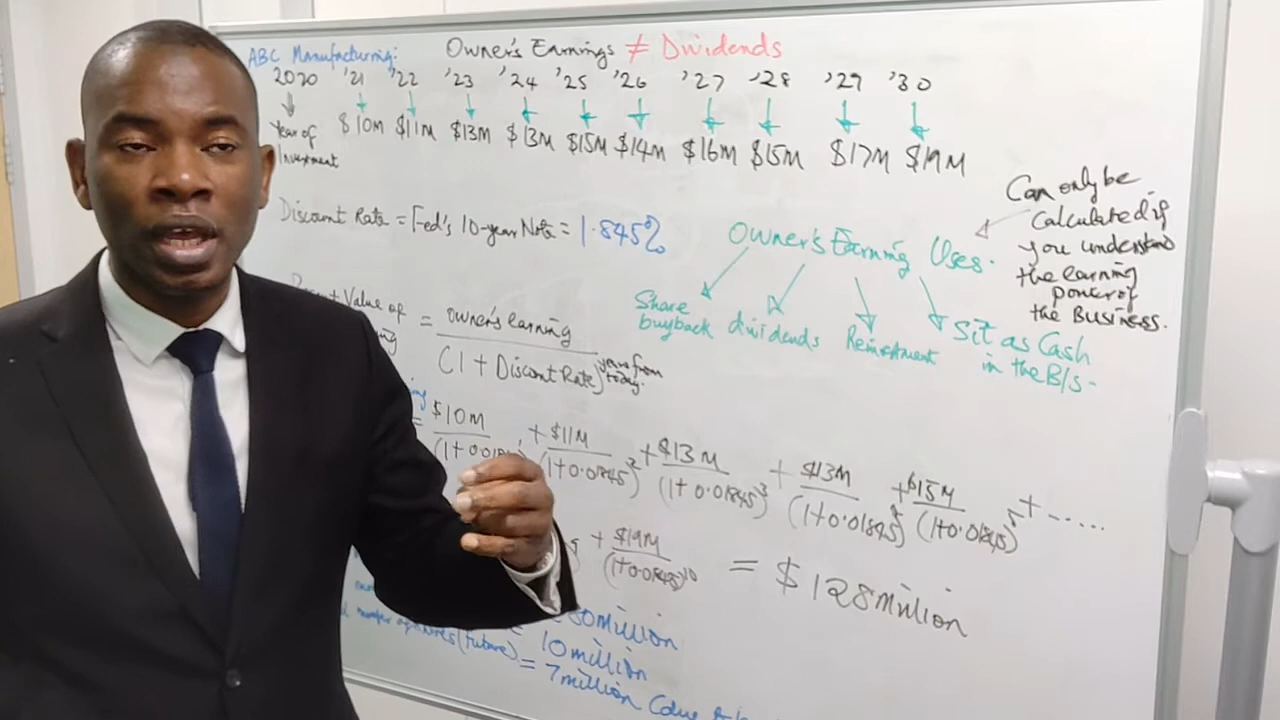 ABC Manufacturing: Owner's Earnings ≠ Dividends
2020 '21 '22 '23 '24 '25 '26 '27 '28 '29 '30
Year of Investment $10M $11M $13M $13M $15M $14M $16M $15M $17M $19M
Discount Rate = Fed's 10-year Note = 1.845%
Can only be
calculated if
you understand
the earning
power of
the Business.
Owner's Earning Uses.
Share
buyback
dividends
Reinvestment
Sit as Cash
in the B/S
Value of
= owner's earning
(1 + Discount Rate) years from
today.
= $10M + $11M + $13M + $13M + $15M + .....
(1+0.01845)² (1+0.01845)³ (1+0.01845) (1+0.01845)⁵
+ $19M = $128 million
(1+0.01845)10
million
= 10 million
(future) = 7 million